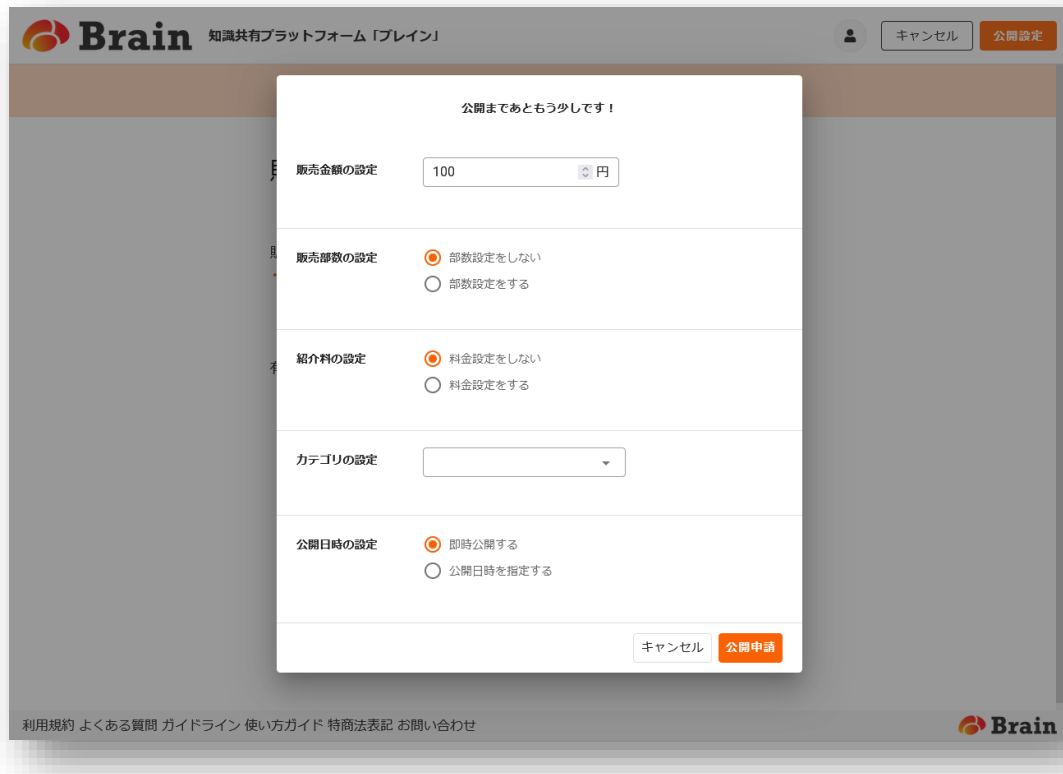 Brain 知識共有プラットフォーム「ブレイン」 キャンセル 公開設定
公開まであともう少しです！
販売金額の設定 100 円
販売部数の設定 部数設定をしない
部数設定をする
紹介料の設定 料金設定をしない
料金設定をする
カテゴリの設定
公開日時の設定 即時公開する
公開日時を指定する
キャンセル 公開申請
利用規約 よくある質問 ガイドライン 使い方ガイド 特商法表記 お問い合わせ Brain